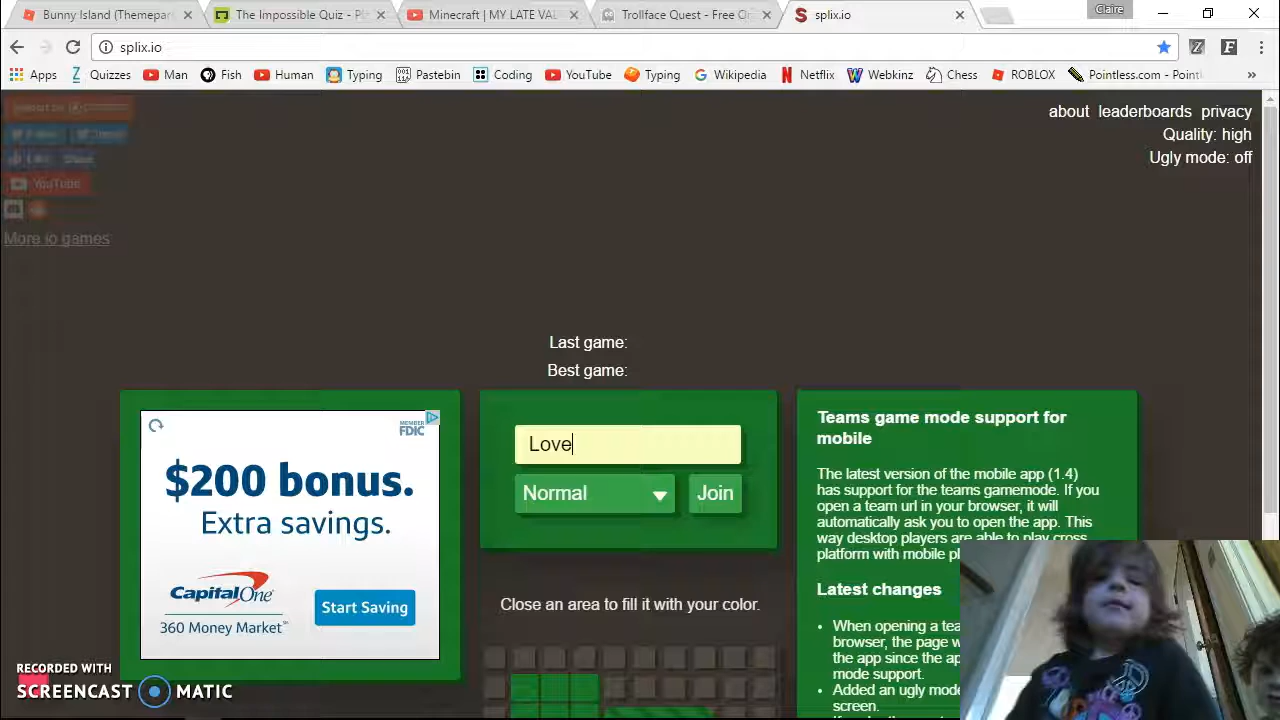 Bunny Island (Themepar
The Impossible Quiz - Pl
Minecraft | MY LATE VAL
Trollface Quest - Free O
splix.io
Claire
splix.io
Apps
Quizzes
Man
Fish
Human
Typing
Paste
Coding
YouTube
Typing
Wikipedia
Netflix
Webkinz
Chess
ROBLOX
Pointless.com - Point
»
about leaderboards privacy
Quality: high
Ugly mode: off
YouTube
More io games
Last game:
Best game:
Love
Normal
Join
MEMBER
FDIC
$200 bonus.
Extra savings.
Capital One
360 Money Market℠
Start Saving
Teams game mode support for
mobile
The latest version of the mobile app (1.4)
has support for the teams gamemode. If you
open a team url in your browser, it will
automatically ask you to open the app. This
way desktop players are able to play cross
platform with mobile pl
Latest changes
• When opening a tea
browser, the page w
the app since the ap
mode support.
• Added an ugly mode
screen.
Close an area to fill it with your color.
RECORDED WITH
SCREENCAST MATIC